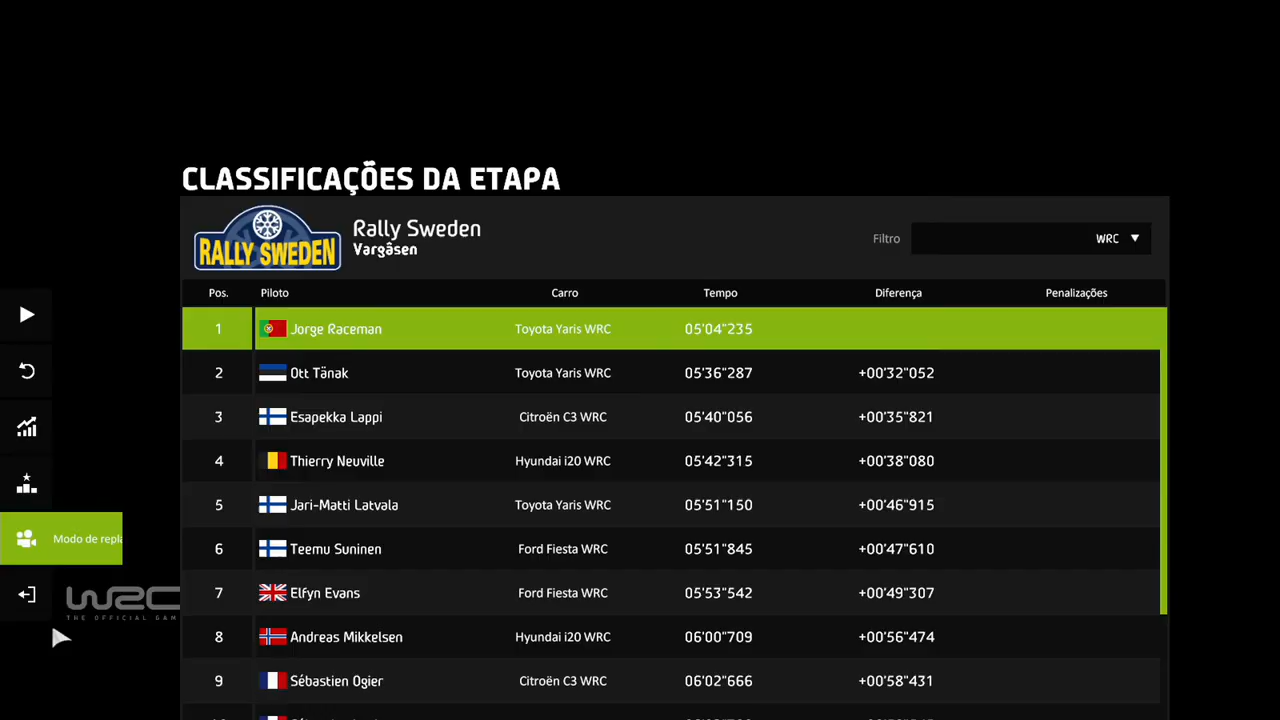 CLASSIFICAÇÕES DA ETAPA
RALLY SWEDEN
Rally Sweden
Vargåsen
Filtro WRC
Pos. Piloto Carro Tempo Diferença Penalizações
1 Jorge Raceman Toyota Yaris WRC 05'04"235
2 Ott Tänak Toyota Yaris WRC 05'36"287 +00'32"052
3 Esapekka Lappi Citroën C3 WRC 05'40"056 +00'35"821
4 Thierry Neuville Hyundai i20 WRC 05'42"315 +00'38"080
5 Jari-Matti Latvala Toyota Yaris WRC 05'51"150 +00'46"915
6 Teemu Suninen Ford Fiesta WRC 05'51"845 +00'47"610
7 Elfyn Evans Ford Fiesta WRC 05'53"542 +00'49"307
8 Andreas Mikkelsen Hyundai i20 WRC 06'00"709 +00'56"474
9 Sébastien Ogier Citroën C3 WRC 06'02"666 +00'58"431
Modo de repla
WRC
THE OFFICIAL GAM